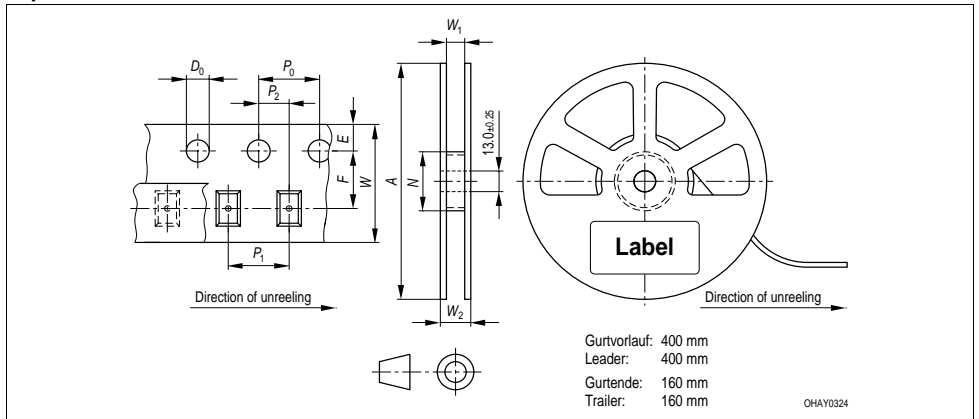 W1
D0
P0
P2
E
F
W
A
N
13.0±0.25
P1
W2
Label
Direction of unreeling
Direction of unreeling
Gurtvorlauf: 400 mm
Leader: 400 mm
Gurtende: 160 mm
Trailer: 160 mm
OHAY0324